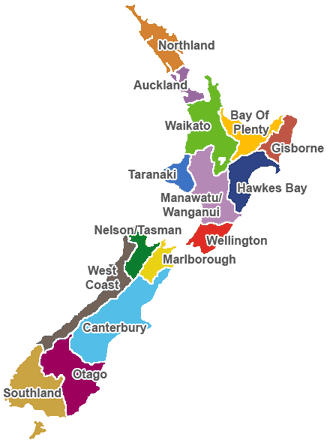 Northland
Auckland
Waikato
Bay Of
Plenty
Gisborne
Taranaki
Hawkes Bay
Manawatu/
Wanganui
Nelson/Tasman
Wellington
Marlborough
West
Coast
Canterbury
Otago
Southland